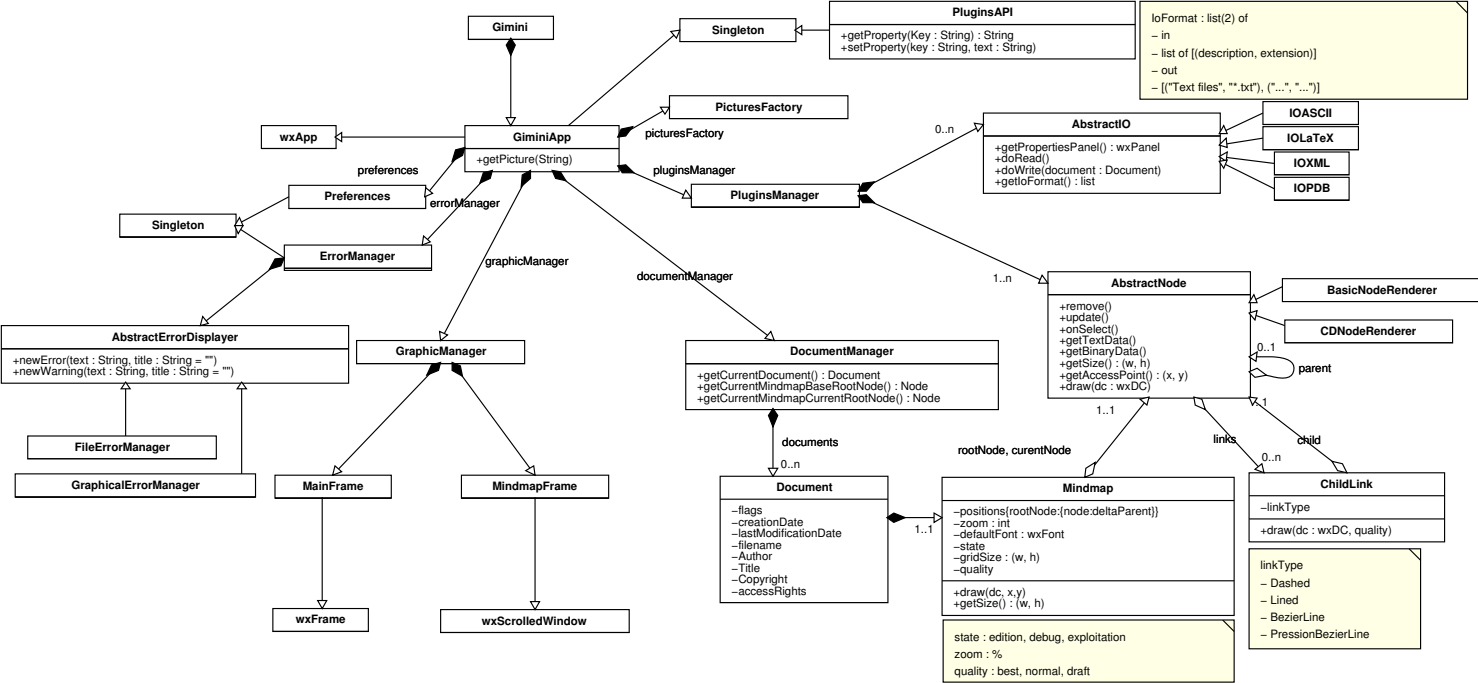 Gimini
Singleton
PluginsAPI
+getProperty(Key : String) : String
+setProperty(key : String, text : String)
IoFormat : list(2) of
− in
− list of [(description, extension)]
− out
− [("Text files", "*.txt"), ("...", "...")]
PicturesFactory
picturesFactory
wxApp
GiminiApp
+getPicture(String)
0..n
AbstractIO
+getPropertiesPanel() : wxPanel
+doRead()
+doWrite(document : Document)
+getIoFormat() : list
IOASCII
IOLaTeX
IOXML
IOPDB
preferences
pluginsManager
PluginsManager
Preferences
errorManager
Singleton
ErrorManager
graphicManager
documentManager
1..n
AbstractNode
+remove()
+update()
+onSelect()
+getTextData()
+getBinaryData()
+getSize() : (w, h)
+getAccessPoint() : (x, y)
+draw(dc : wxDC)
BasicNodeRenderer
CDNodeRenderer
0..1
parent
AbstractErrorDisplayer
+newError(text : String, title : String = "")
+newWarning(text : String, title : String = "")
GraphicManager
DocumentManager
+getCurrentDocument() : Document
+getCurrentMindmapBaseRootNode() : Node
+getCurrentMindmapCurrentRootNode() : Node
1..1
1
FileErrorManager
GraphicalErrorManager
documents
0..n
rootNode, curentNode
links
child
0..n
MainFrame
MindmapFrame
Document
−flags
−creationDate
−lastModificationDate
−filename
−Author
−Title
−Copyright
−accessRights
1..1
Mindmap
−positions{rootNode:{node:deltaParent}}
−zoom : int
−defaultFont : wxFont
−state
−gridSize : (w, h)
−quality
+draw(dc, x,y)
+getSize() : (w, h)
ChildLink
−linkType
+draw(dc : wxDC, quality)
linkType
− Dashed
− Lined
− BezierLine
− PressionBezierLine
wxFrame
wxScrolledWindow
state : edition, debug, exploitation
zoom : %
quality : best, normal, draft